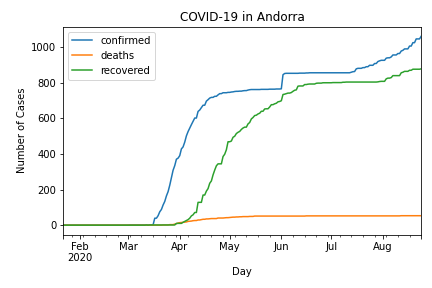 COVID-19 in Andorra
confirmed
deaths
recovered
Number of Cases
1000
800
600
400
200
0
Feb Mar Apr May Jun Jul Aug
2020
Day